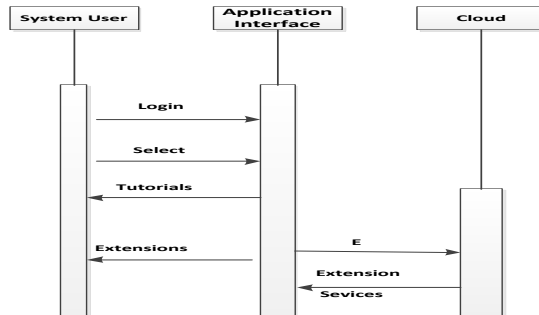 System User
Application
Interface
Cloud
Login
Select
Tutorials
Extensions
E
Extension
Sevices